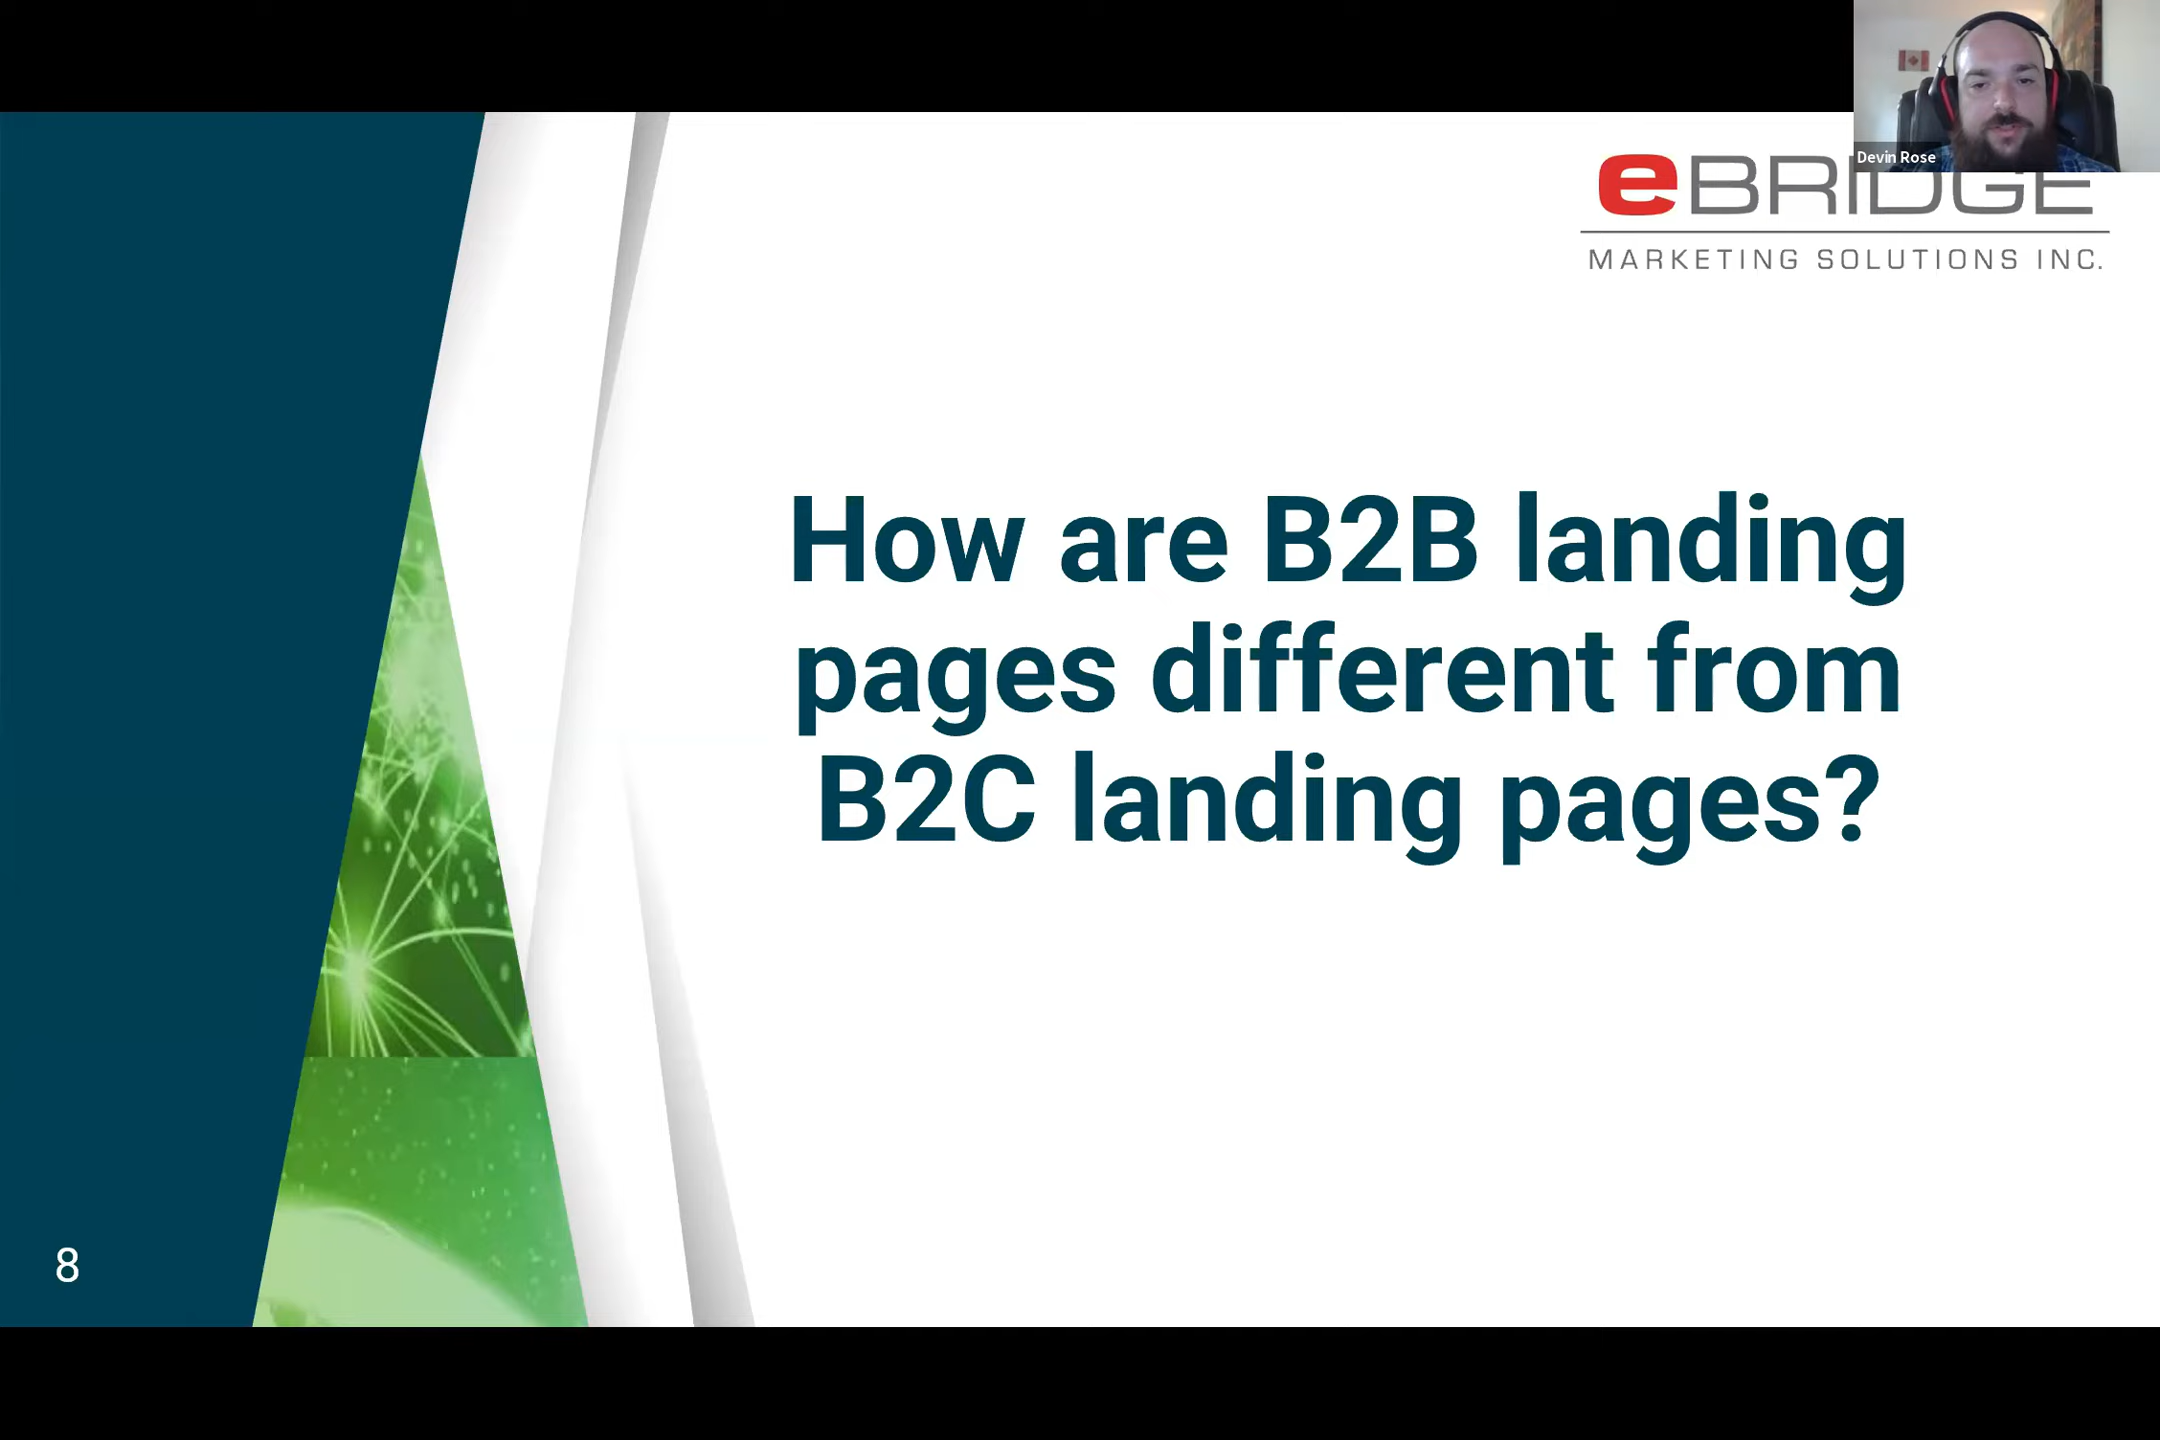 Devin Rose
eBRIDGE
MARKETING SOLUTIONS INC.
How are B2B landing
pages different from
B2C landing pages?
8